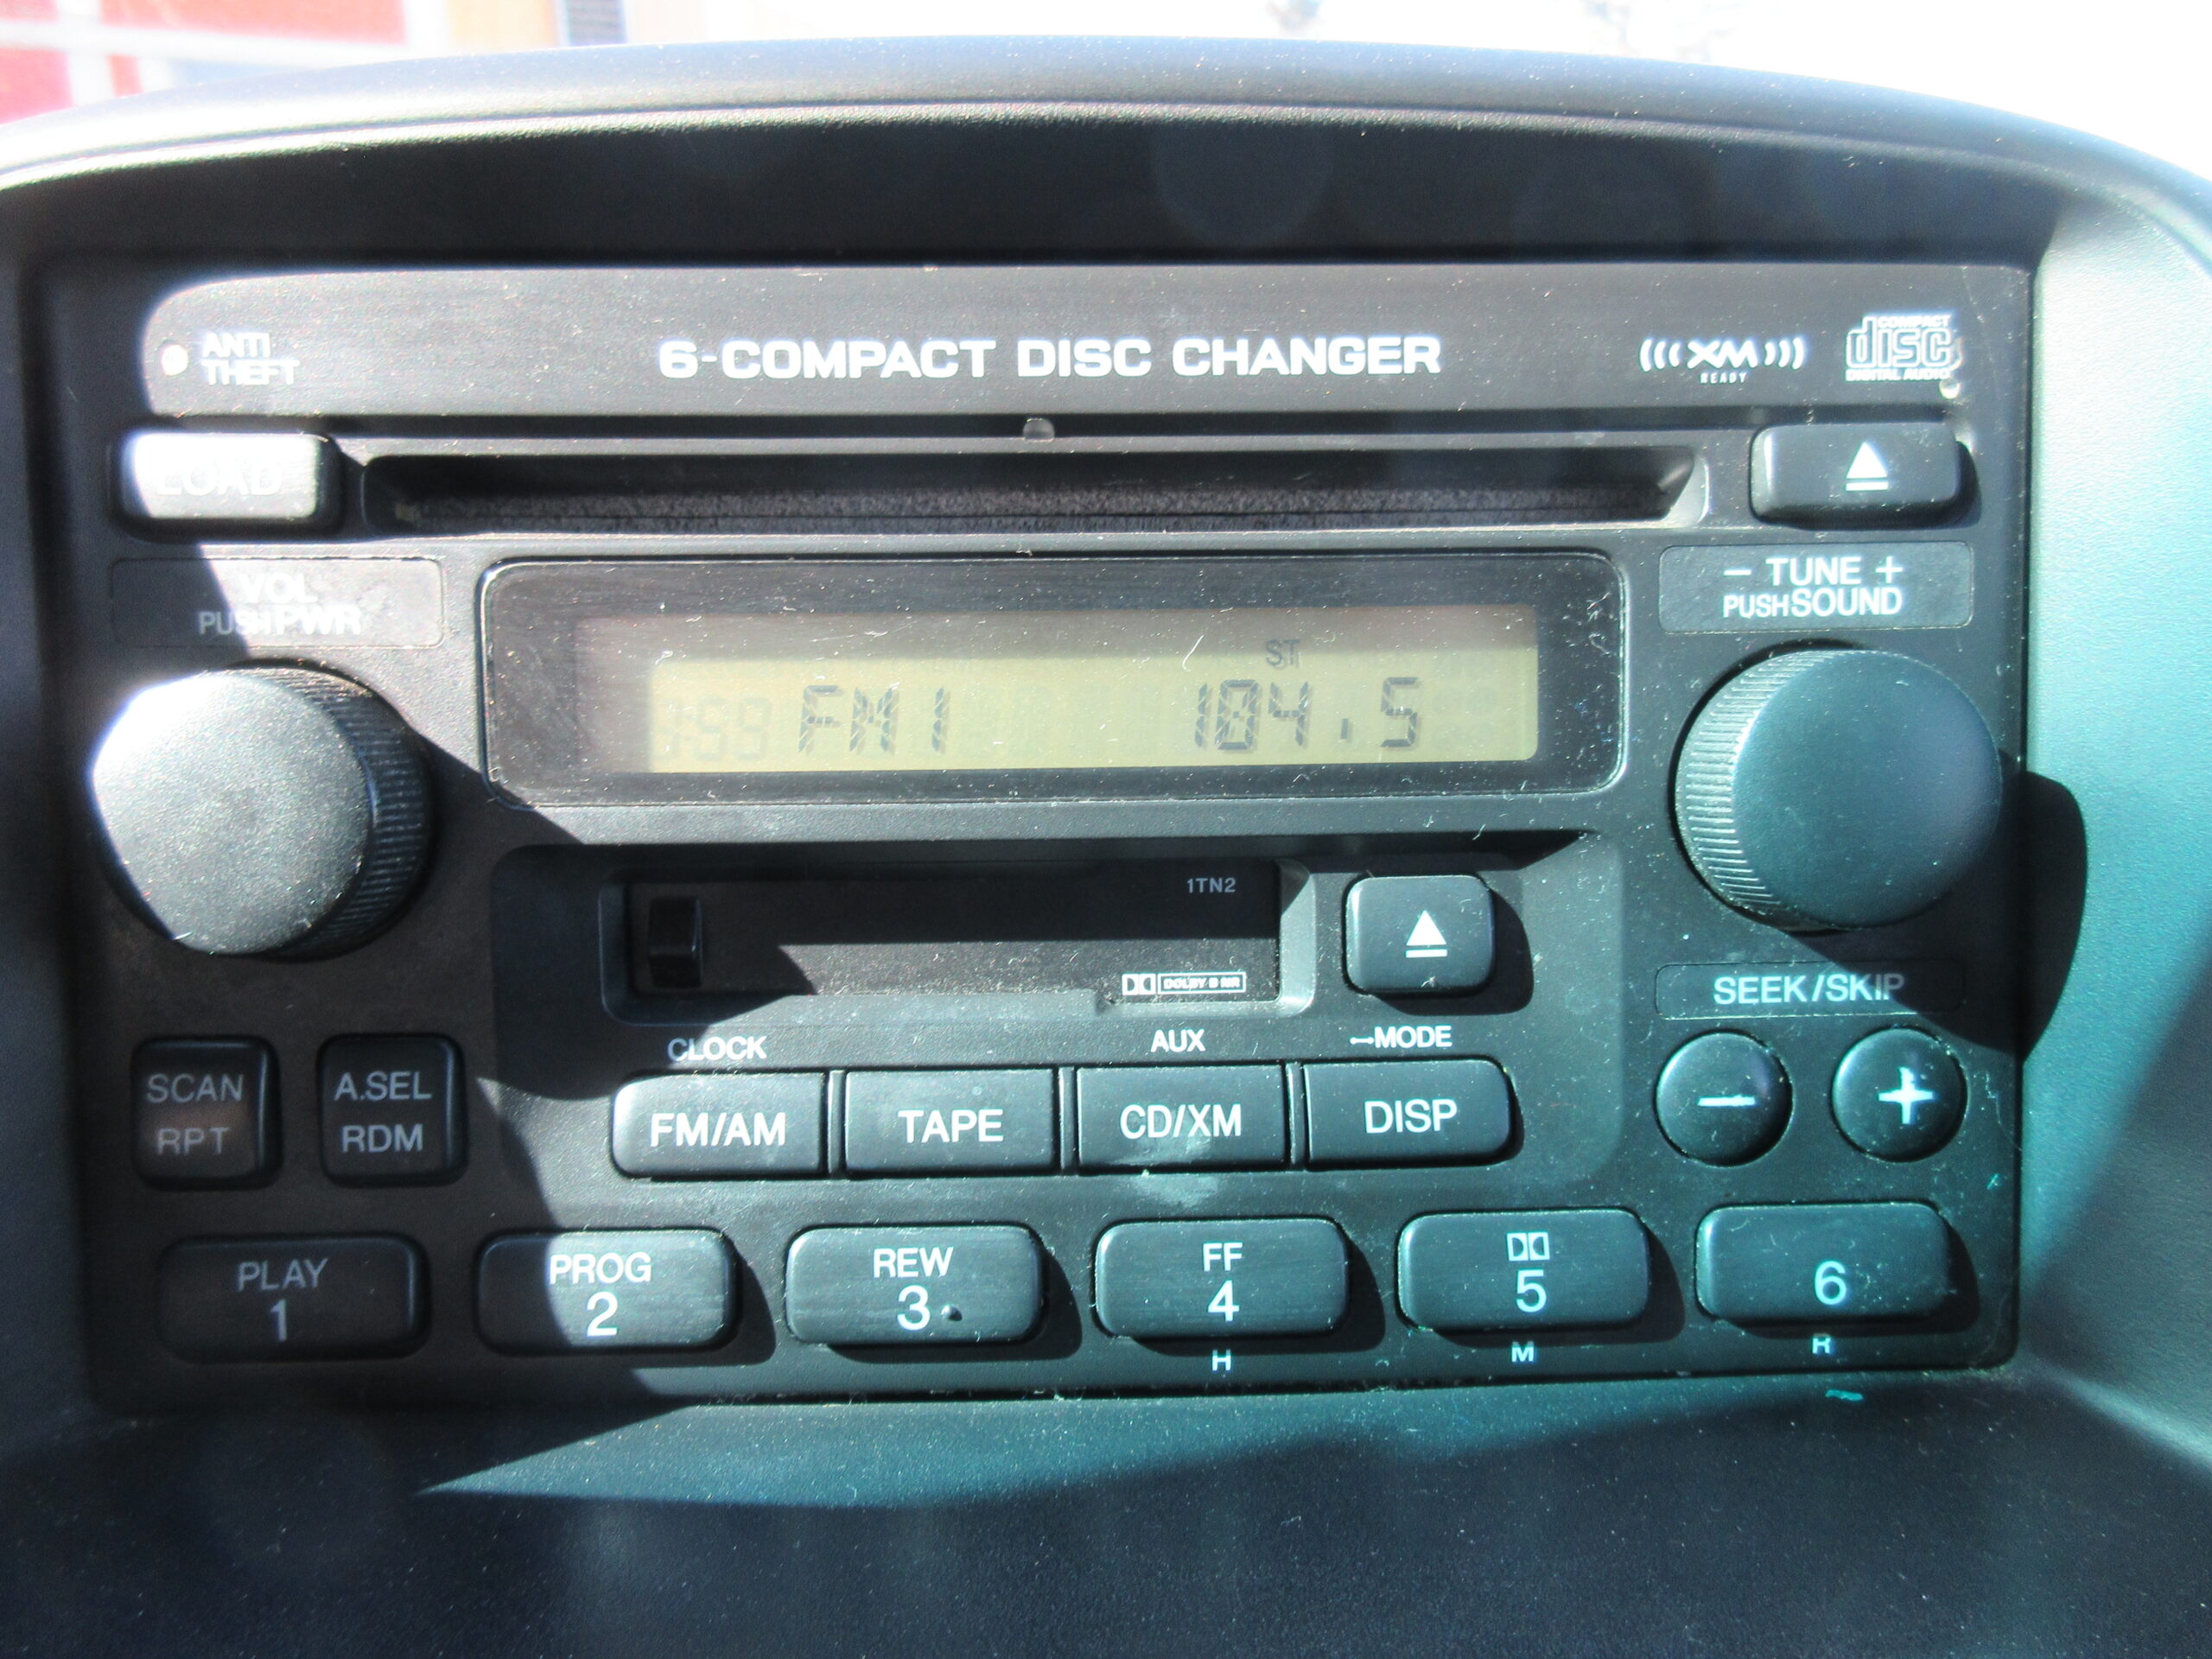 ANTI
THEFT
6-COMPACT DISC CHANGER
XM
READY
COMPACT
disc
DIGITAL AUDIO
LOAD
VOL
PUSH PWR
- TUNE +
PUSH SOUND
ST
1:59 FM1 104.5
1TN2
DOLBY B NR
SEEK/SKIP
CLOCK
AUX
MODE
SCAN
RPT
A.SEL
RDM
FM/AM
TAPE
CD/XM
DISP
- +
PLAY
1
PROG
2
REW
3
FF
4
5
6
H
M
R